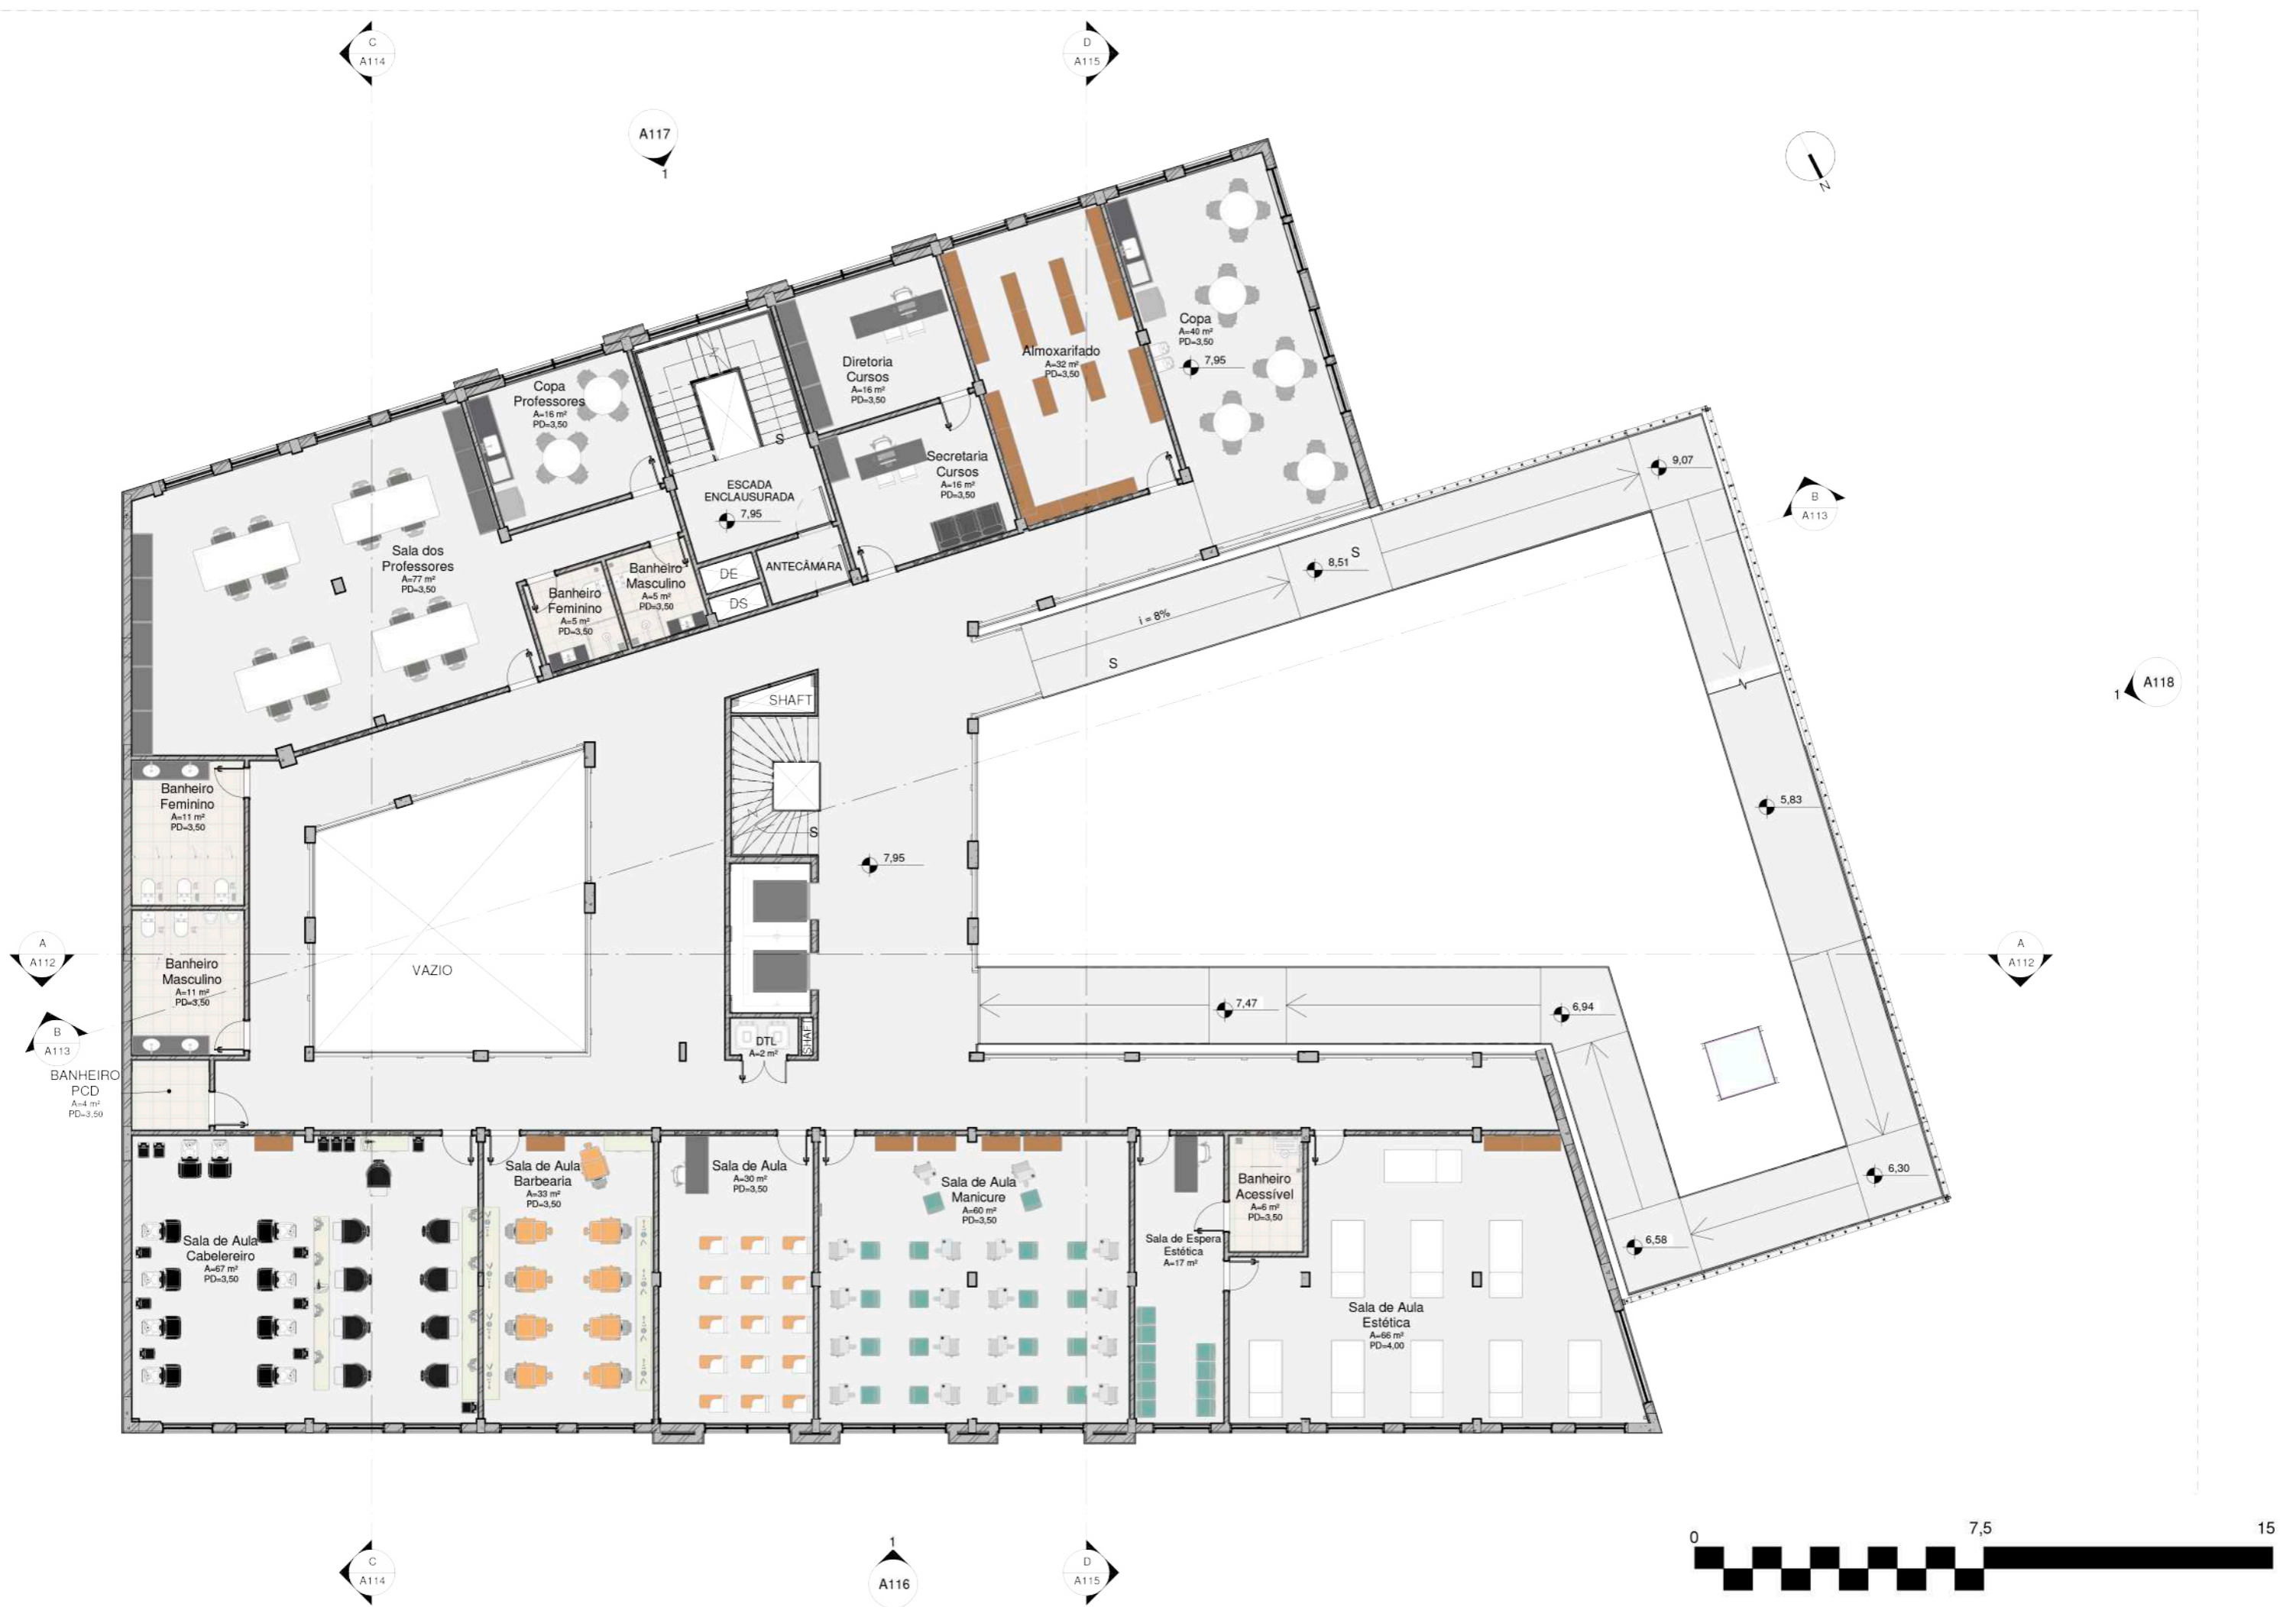 C
A114
D
A115
A117
1
N
Copa
A=40 m²
PD=3,50
7,95
Almoxarifado
A=32 m²
PD=3,50
Diretoria
Cursos
A=16 m²
PD=3,50
Copa
Professores
A=16 m²
PD=3,50
S
Secretaria
Cursos
A=16 m²
PD=3,50
ESCADA
ENCLAUSURADA
7,95
9,07
B
A113
Sala dos
Professores
A=77 m²
PD=3,50
8,51
S
DE
ANTECÂMARA
Banheiro
Masculino
A=5 m²
PD=3,50
Banheiro
Feminino
A=5 m²
PD=3,50
DS
i = 8%
S
SHAFT
A118
1
Banheiro
Feminino
A=11 m²
PD=3,50
5,83
S
7,95
A
A112
VAZIO
Banheiro
Masculino
A=11 m²
PD=3,50
A
A112
7,47
6,94
B
A113
DTL
A=2 m²
SHAFT
BANHEIRO
PCD
A=4 m²
PD=3,50
Sala de Aula
Barbearia
A=33 m²
PD=3,50
Sala de Aula
A=30 m²
PD=3,50
Sala de Aula
Manicure
A=60 m²
PD=3,50
Banheiro
Acessível
A=6 m²
PD=3,50
6,30
Sala de Aula
Cabelereiro
A=67 m²
PD=3,50
Sala de Espera
Estética
A=17 m²
6,58
Sala de Aula
Estética
A=66 m²
PD=4,00
0
7,5
15
C
A114
1
A116
D
A115